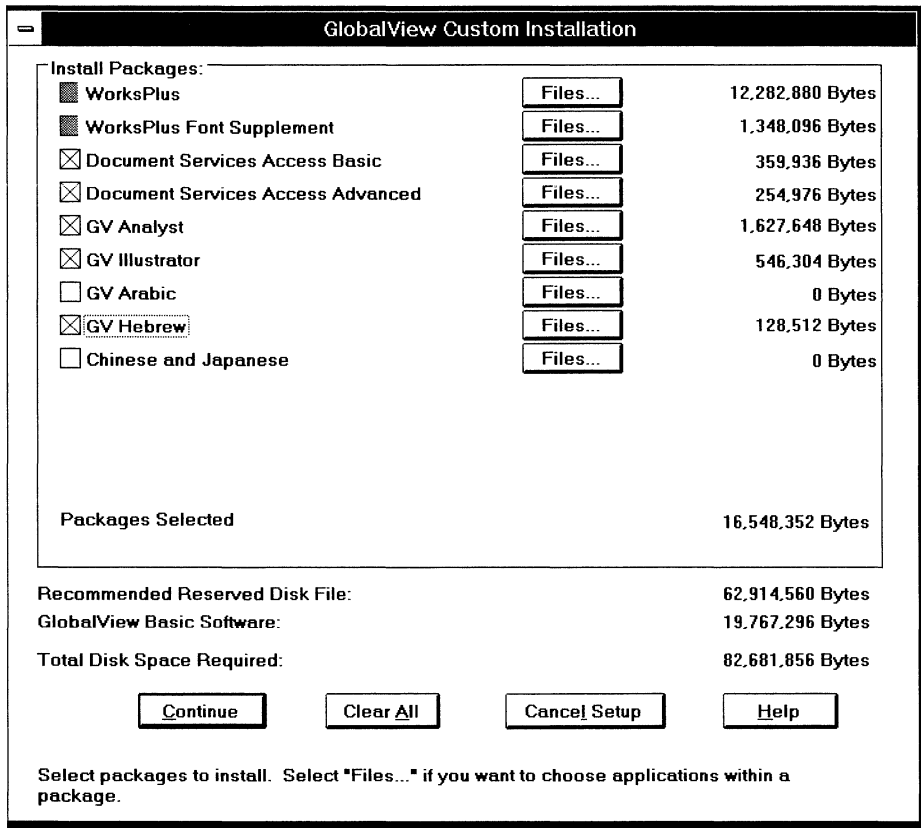 GlobalView Custom Installation
Install Packages:
WorksPlus Files... 12,282,880 Bytes
WorksPlus Font Supplement Files... 1,348,096 Bytes
Document Services Access Basic Files... 359,936 Bytes
Document Services Access Advanced Files... 254,976 Bytes
GV Analyst Files... 1,627,648 Bytes
GV Illustrator Files... 546,304 Bytes
GV Arabic Files... 0 Bytes
GV Hebrew Files... 128,512 Bytes
Chinese and Japanese Files... 0 Bytes
Packages Selected 16,548,352 Bytes
Recommended Reserved Disk File: 62,914,560 Bytes
GlobalView Basic Software: 19,767,296 Bytes
Total Disk Space Required: 82,681,856 Bytes
Continue Clear All Cancel Setup Help
Select packages to install. Select "Files..." if you want to choose applications within a
package.